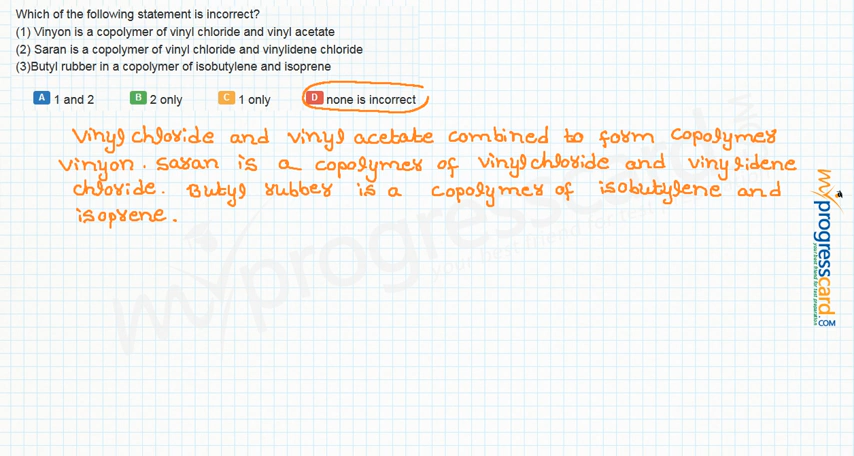 Which of the following statement is incorrect?
(1) Vinyon is a copolymer of vinyl chloride and vinyl acetate
(2) Saran is a copolymer of vinyl chloride and vinylidene chloride
(3)Butyl rubber in a copolymer of isobutylene and isoprene
A 1 and 2 B 2 only C 1 only D none is incorrect
Vinyl chloride and vinyl acetate combined to form copolymer
vinyon. Saran is a copolymer of vinyl chloride and vinylidene
chloride. Butyl rubber is a copolymer of isobutylene and
isoprene.
myprogresscard
myprogresscard.COM